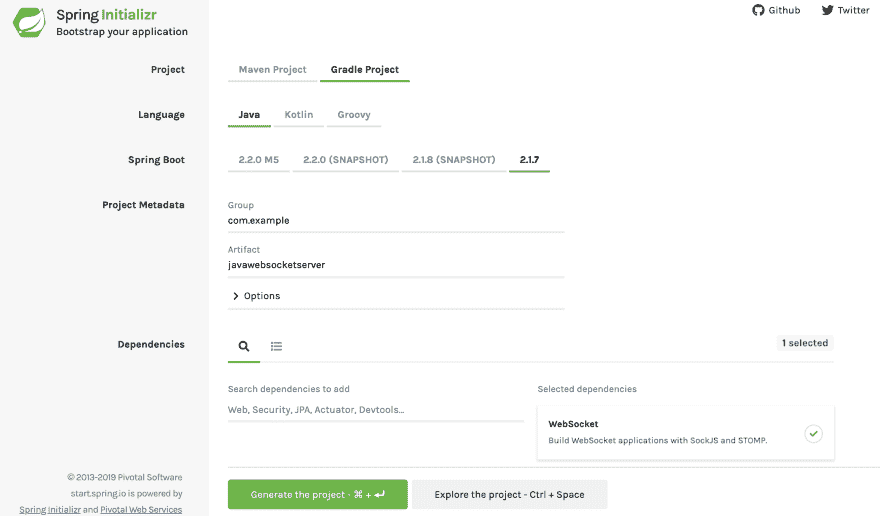 Spring Initializr
Bootstrap your application
Github
Twitter
Project
Maven Project
Gradle Project
Language
Java
Kotlin
Groovy
Spring Boot
2.2.0 M5
2.2.0 (SNAPSHOT)
2.1.8 (SNAPSHOT)
2.1.7
Project Metadata
Group
com.example
Artifact
javawebsocketserver
Options
Dependencies
1 selected
Search dependencies to add
Web, Security, JPA, Actuator, Devtools...
Selected dependencies
WebSocket
Build WebSocket applications with SockJS and STOMP.
© 2013-2019 Pivotal Software
start.spring.io is powered by
Spring Initializr and Pivotal Web Services
Generate the project - ⌘ + ↵
Explore the project - Ctrl + Space